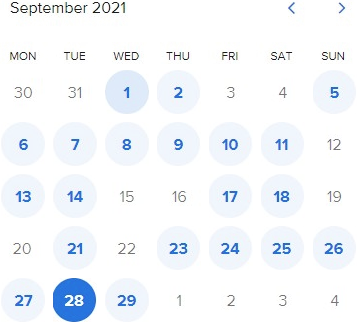 September 2021
MON TUE WED THU FRI SAT SUN
30 31 1 2 3 4 5
6 7 8 9 10 11 12
13 14 15 16 17 18 19
20 21 22 23 24 25 26
27 28 29 1 2 3 4